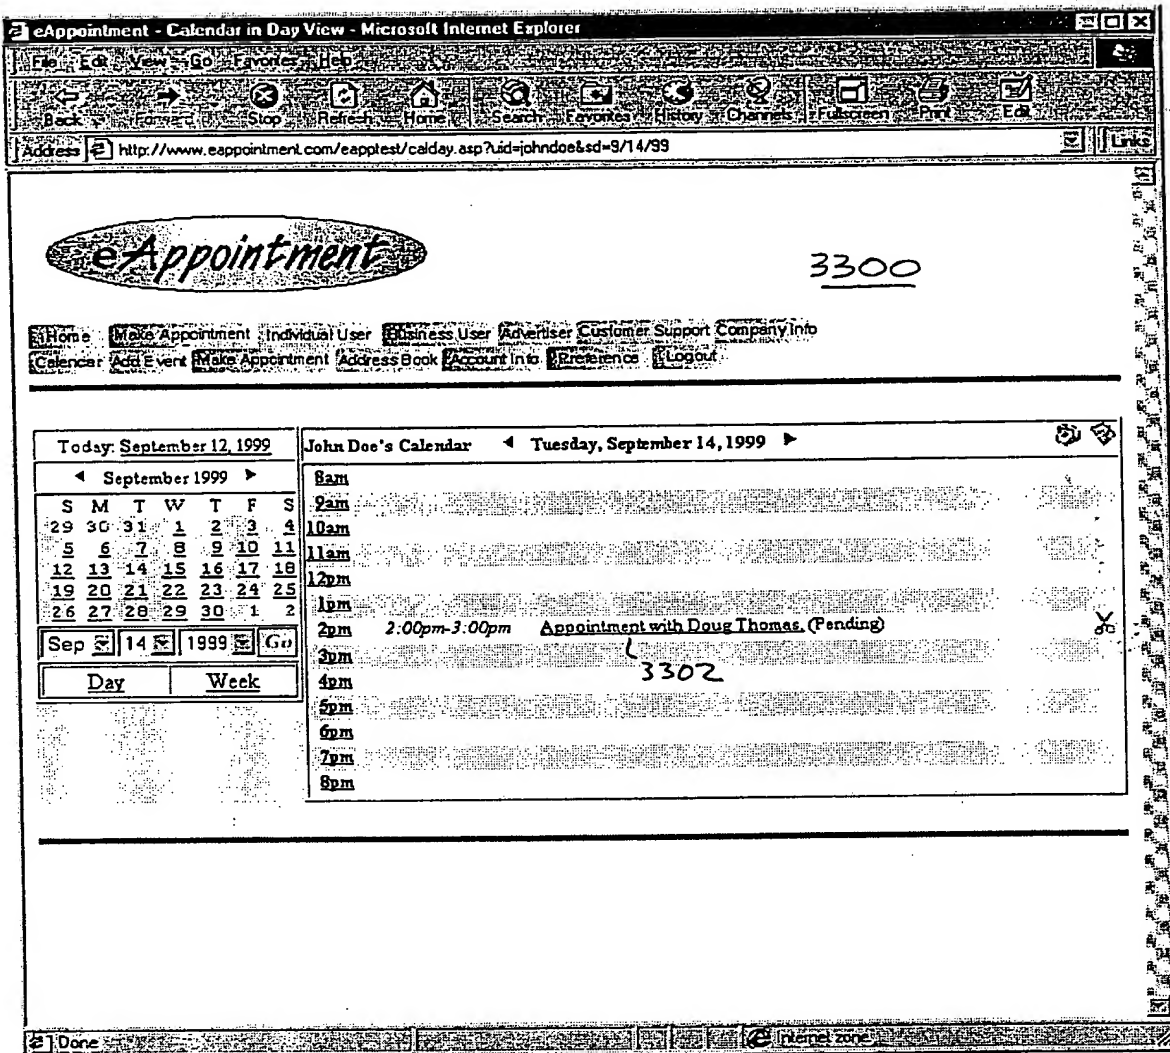 eAppointment - Calendar in Day View - Microsoft Internet Explorer
File Edit View Go Favorites Help
Back Forward Stop Refresh Home Search Favorites History Channels Fullscreen Print Edit
Address http://www.eappointment.com/eapptest/calday.asp?uid=johndoe&sd=9/14/99 Links
eAppointment
3300
Home Make Appointment Individual User Business User Advertiser Customer Support Company Info
Calendar Add Event Make Appointment Address Book Account Info Preference Logout
Today: September 12, 1999
September 1999
S M T W T F S
29 30 31 1 2 3 4
5 6 7 8 9 10 11
12 13 14 15 16 17 18
19 20 21 22 23 24 25
26 27 28 29 30 1 2
Sep 14 1999 Go
Day Week
John Doe's Calendar Tuesday, September 14, 1999
8am
9am
10am
11am
12pm
1pm
2pm 2:00pm-3:00pm Appointment with Doug Thomas. (Pending)
3pm
3302
4pm
5pm
6pm
7pm
8pm
Done Internet zone